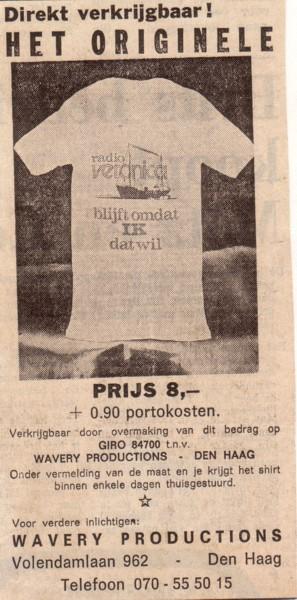 Direkt verkrijgbaar!
HET ORIGINELE
radio
veronica
blijft omdat
IK
dat wil
PRIJS 8,—
+ 0.90 portokosten.
Verkrijgbaar door overmaking van dit bedrag op
GIRO 84700 t.n.v.
WAVERY PRODUCTIONS - DEN HAAG
Onder vermelding van de maat en je krijgt het shirt
binnen enkele dagen thuisgestuurd.
Voor verdere inlichtigen:
WAVERY PRODUCTIONS
Volendamlaan 962 - Den Haag
Telefoon 070 - 55 50 15